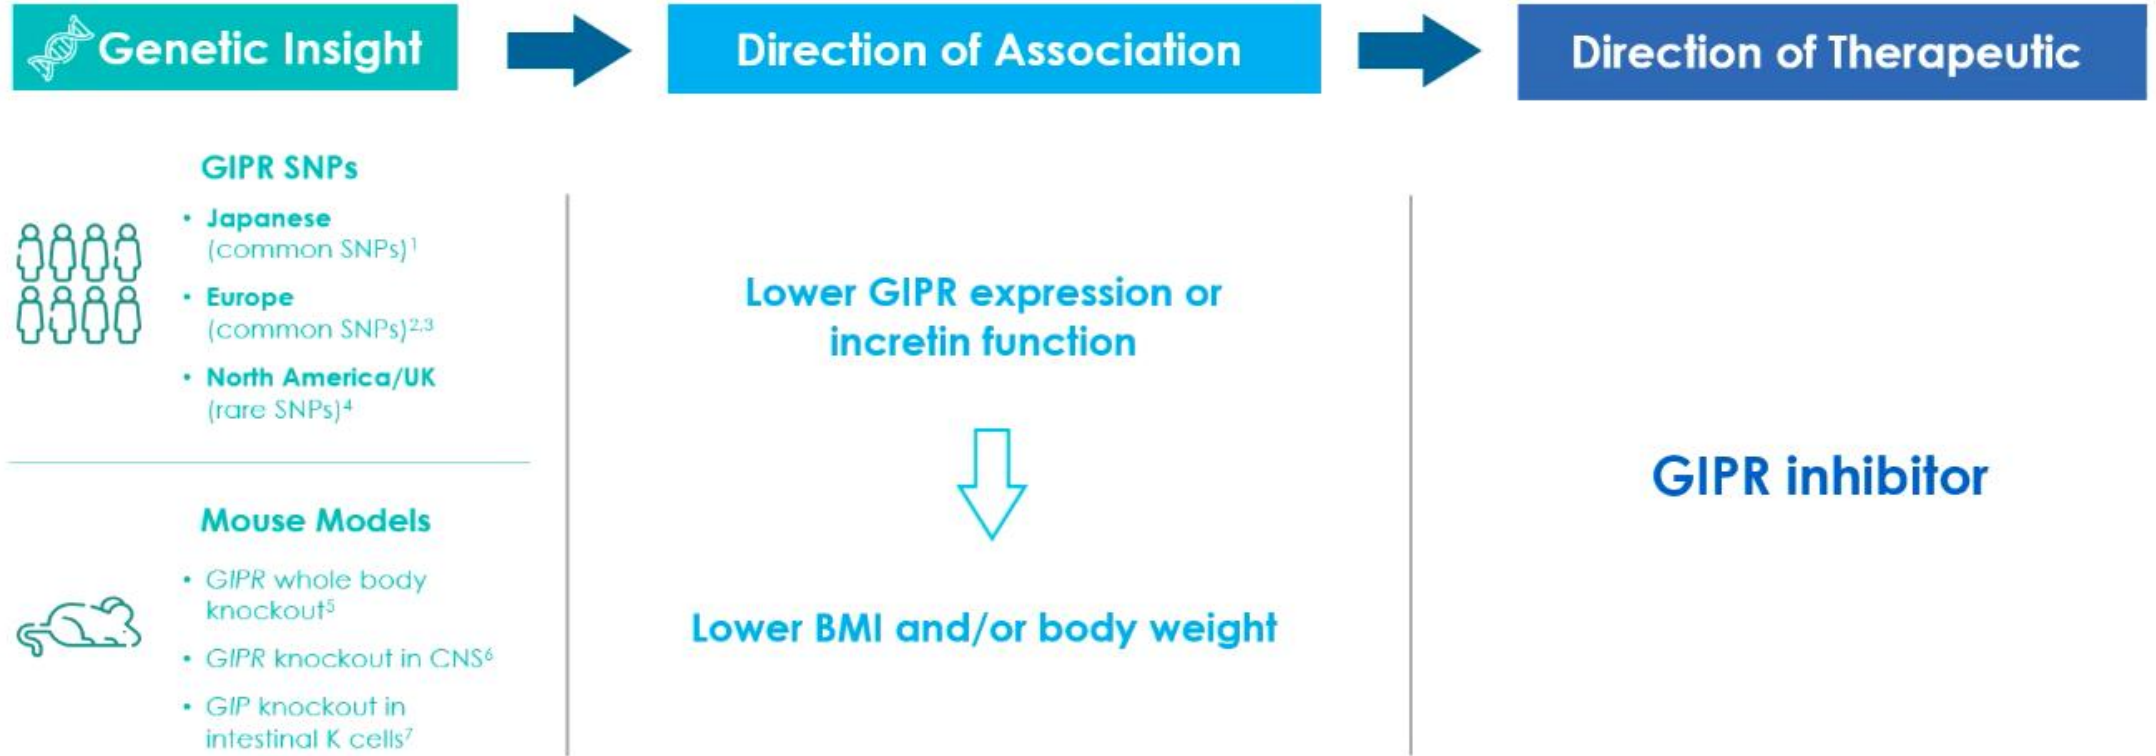 Genetic Insight
Direction of Association
Direction of Therapeutic
GIPR SNPs
• Japanese
(common SNPs)¹
• Europe
(common SNPs)²,³
• North America/UK
(rare SNPs)⁴
Mouse Models
• GIPR whole body
knockout⁵
• GIPR knockout in CNS⁶
• GIP knockout in
intestinal K cells⁷
Lower GIPR expression or
incretin function
Lower BMI and/or body weight
GIPR inhibitor